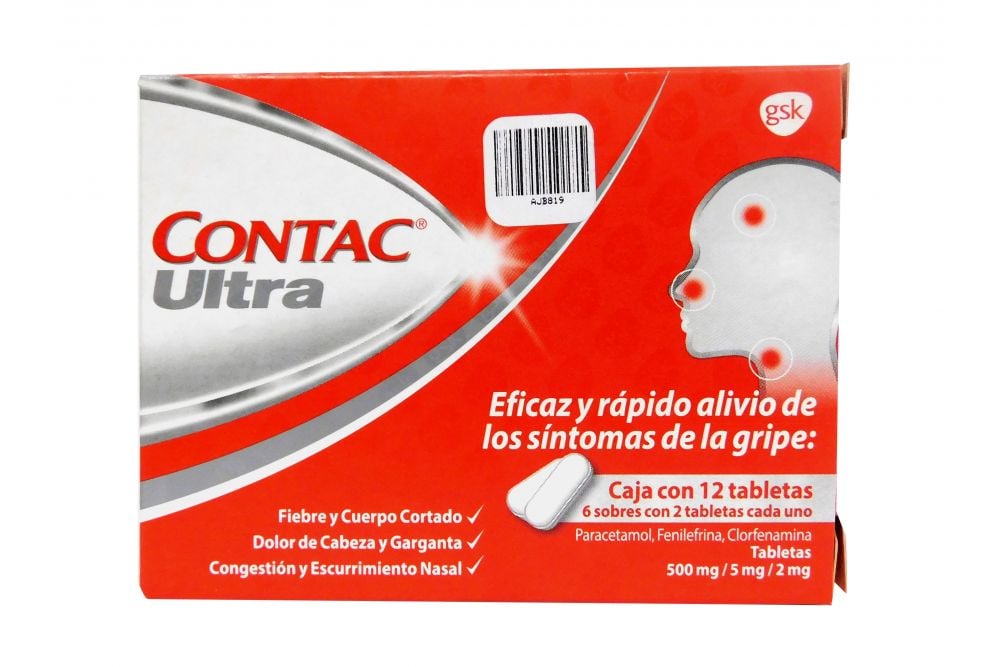 gsk
AJB819
CONTAC®
Ultra
Eficaz y rápido alivio de
los síntomas de la gripe:
Caja con 12 tabletas
6 sobres con 2 tabletas cada uno
Paracetamol, Fenilefrina, Clorfenamina
Tabletas
500 mg / 5 mg / 2 mg
Fiebre y Cuerpo Cortado ✓
Dolor de Cabeza y Garganta ✓
Congestión y Escurrimiento Nasal ✓